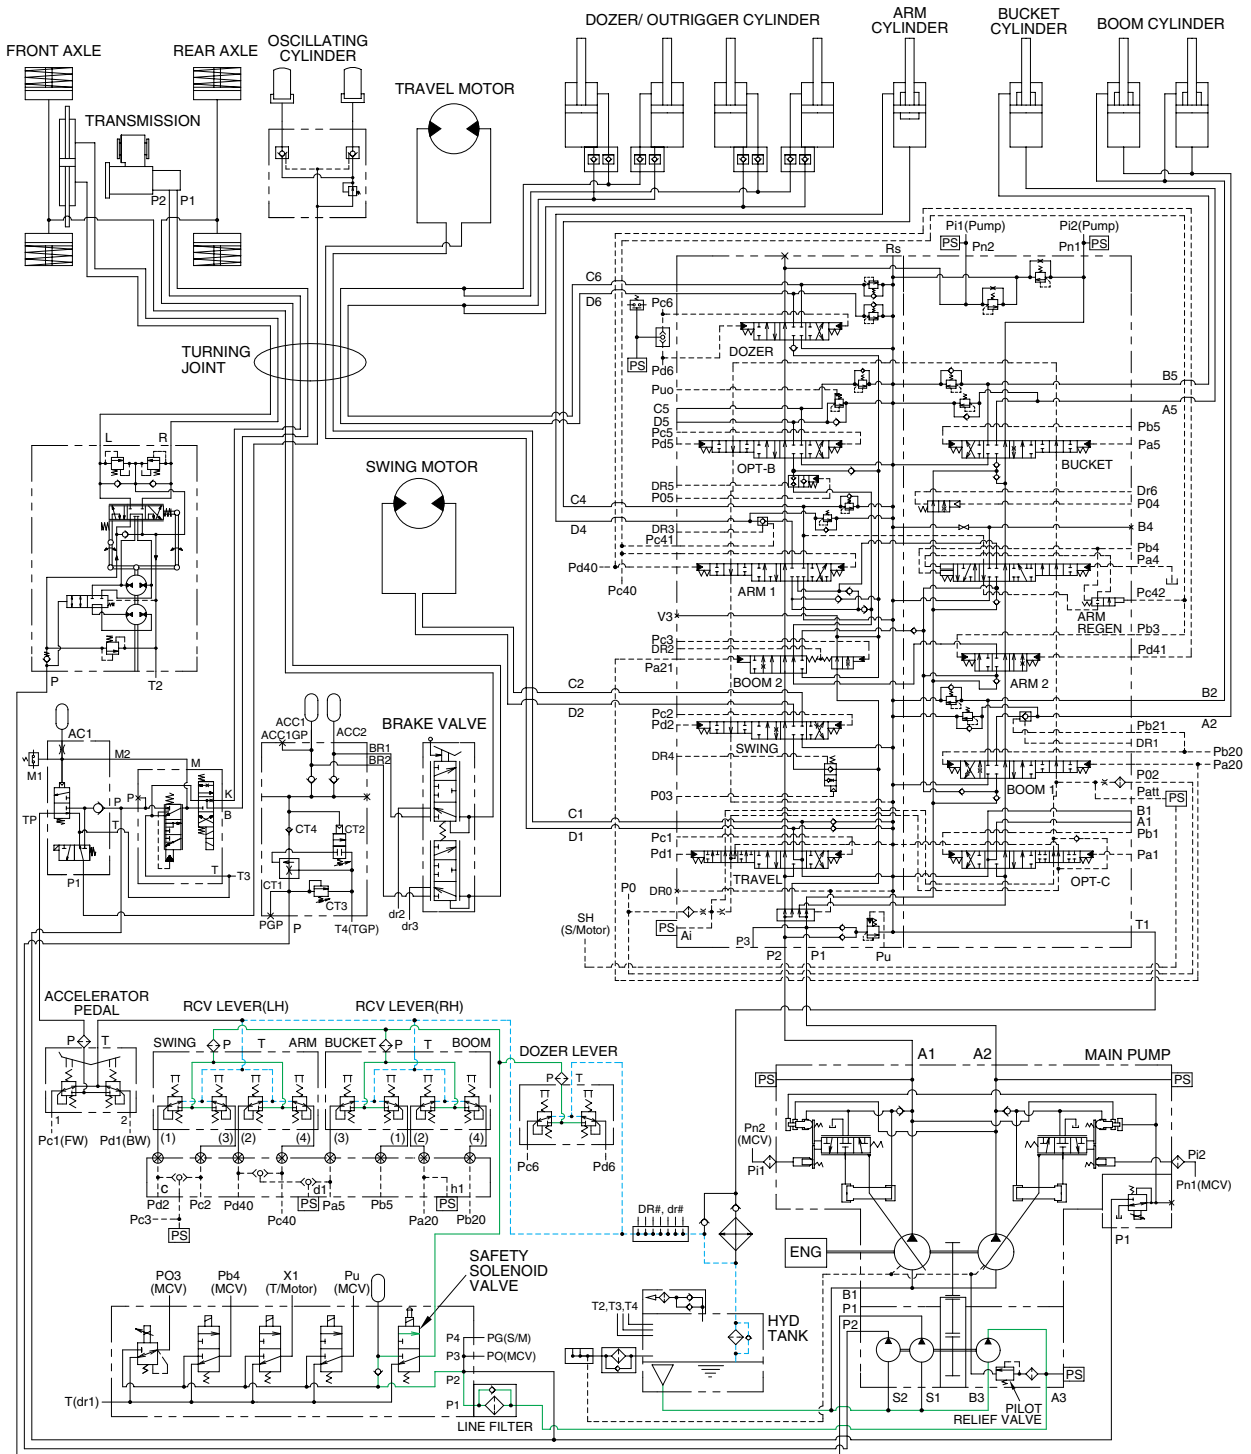 DOZER/ OUTRIGGER CYLINDER
ARM
CYLINDER
BUCKET
CYLINDER
BOOM CYLINDER
FRONT AXLE
REAR AXLE
OSCILLATING
CYLINDER
TRAVEL MOTOR
TRANSMISSION
P2
P1
Pi1(Pump)
Pi2(Pump)
PS
Pn2
Pn1
PS
Rs
C6
D6
Pc6
DOZER
PS
Pd6
Puo
C5
D5
Pc5
Pd5
OPT-B
B5
A5
Pb5
Pa5
BUCKET
TURNING
JOINT
L
R
SWING MOTOR
DR5
P05
C4
D4
DR3
Pc41
Pd40
Pc40
ARM 1
Dr6
P04
B4
Pb4
Pa4
Pc42
ARM
REGEN
Pb3
Pd41
V3
Pc3
DR2
Pa21
BOOM 2
ARM 2
P
T2
C2
D2
Pc2
Pd2
SWING
B2
A2
Pb21
DR1
Pb20
Pa20
DR4
P03
BOOM 1
P02
Patt
PS
AC1
M2
M1
M
K
B
P
P
TP
T
T
T3
P1
ACC1
ACC1GP
ACC2
BR1
BR2
BRAKE VALVE
CT4
CT2
CT1
CT3
PGP
P
T4(TGP)
dr2
dr3
C1
D1
Pc1
Pd1
TRAVEL
B1
A1
Pb1
Pa1
OPT-C
P0
DR0
SH
(S/Motor)
PS
Ai
P3
P2
P1
Pu
T1
ACCELERATOR
PEDAL
P
T
1
2
Pc1(FW)
Pd1(BW)
RCV LEVER(LH)
RCV LEVER(RH)
SWING
P
T
ARM
BUCKET
P
T
BOOM
(1)
(3)
(2)
(4)
(3)
(1)
(2)
(4)
c
d1
h1
Pd2
Pc2
Pd40
Pc40
PS
Pa5
Pb5
Pa20
PS
Pb20
Pc3
PS
DOZER LEVER
P
T
Pc6
Pd6
A1
A2
MAIN PUMP
PS
PS
Pn2
(MCV)
Pi1
Pi2
Pn1(MCV)
P1
DR#, dr#
ENG
SAFETY
SOLENOID
VALVE
PO3
(MCV)
Pb4
(MCV)
X1
(T/Motor)
Pu
(MCV)
P4
PG(S/M)
P3
PO(MCV)
P2
P1
T(dr1)
LINE FILTER
T2,T3,T4
HYD
TANK
B1
P1
P2
S2
S1
B3
PILOT
RELIEF VALVE
A3
PS